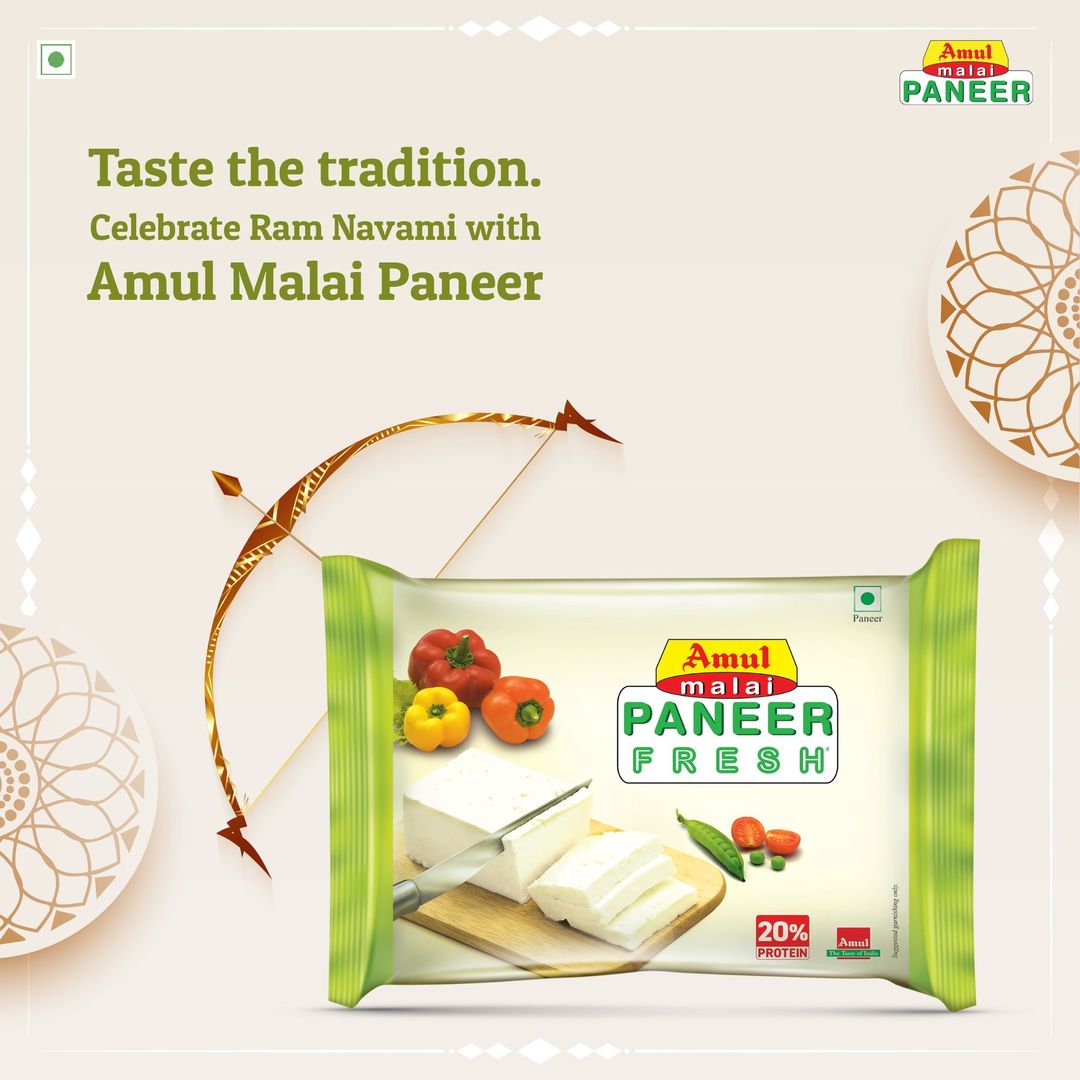 Amul
malai
PANEER
Taste the tradition.
Celebrate Ram Navami with
Amul Malai Paneer
Paneer
Amul
malai
PANEER
FRESH
20%
PROTEIN
Amul
The Taste of India
Suggested garnishing only.